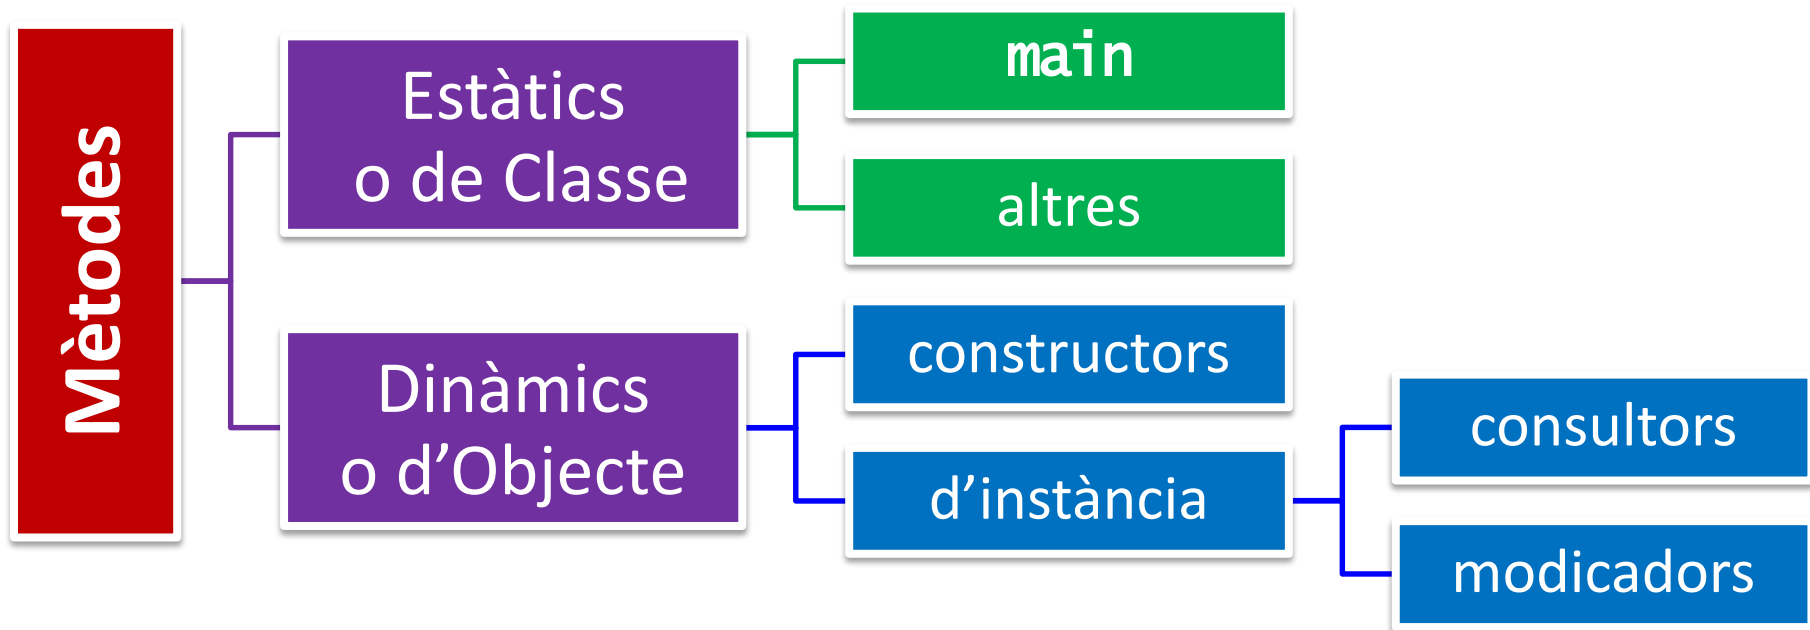 Mètodes
Estàtics
o de Classe
main
altres
Dinàmics
o d’Objecte
constructors
d’instància
consultors
modicadors